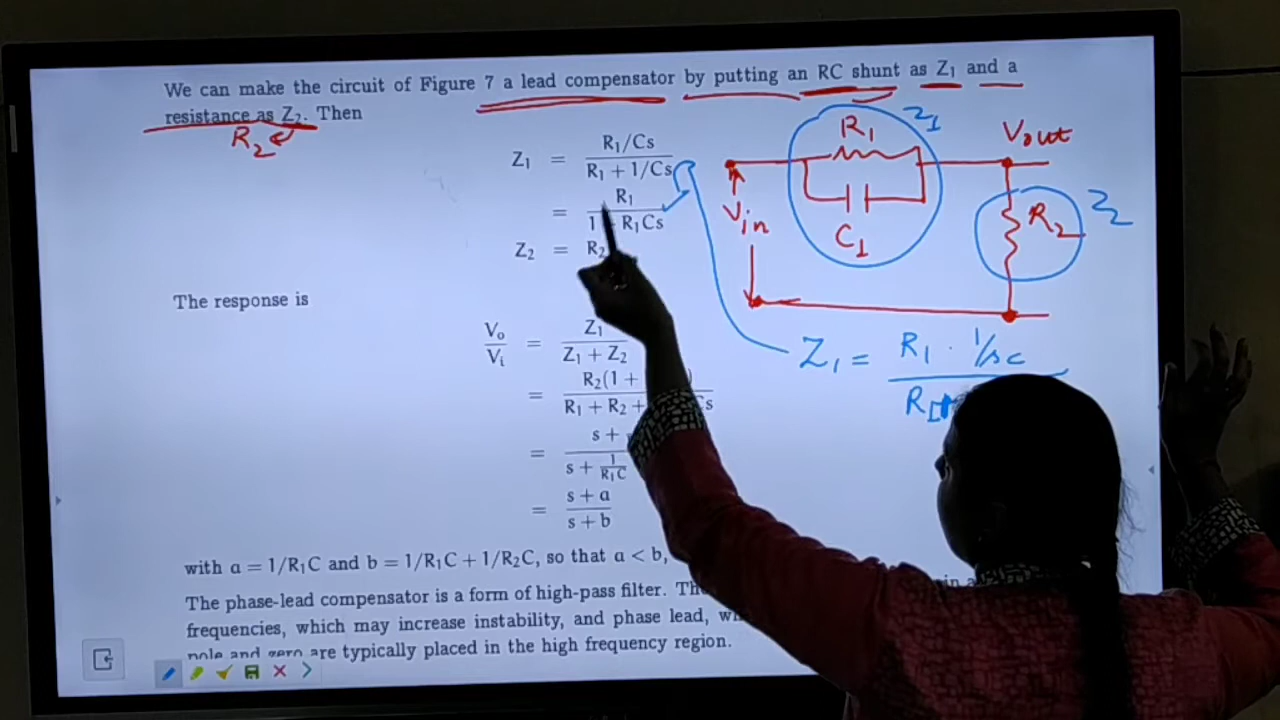 We can make the circuit of Figure 7 a lead compensator by putting an RC shunt as Z₁ and a
resistance as Z₂. Then
R₂
Z₁ = R₁/Cs
R₁ + 1/Cs
= R₁
1 R₁Cs
Z₂ = R₂
R₁
Z₁
Vout
Vin
C₁
R₂
Z₂
Z₁ = R₁ · 1/sc
R₁+
The response is
Vₒ/Vᵢ = Z₁
Z₁ + Z₂
= R₂(1 +
R₁ + R₂ + Cs
= s +
s + 1/R₁C
= s + a
s + b
with a = 1/R₁C and b = 1/R₁C + 1/R₂C, so that a < b,
The phase-lead compensator is a form of high-pass filter.
frequencies, which may increase instability, and phase lead,
pole and zero are typically placed in the high frequency region.